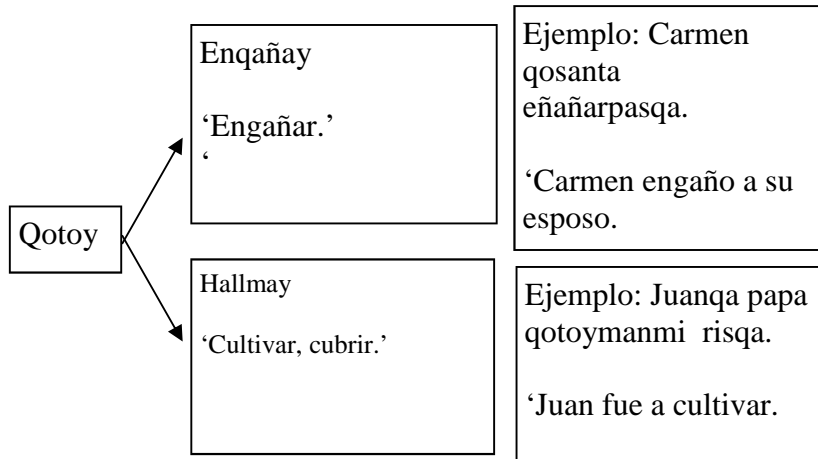 Qotoy
Enqañay
‘Engañar.’
‘
Ejemplo: Carmen
qosanta
eñañarpasqa.
‘Carmen engaño a su
esposo.
Hallmay
‘Cultivar, cubrir.’
Ejemplo: Juanqa papa
qotoymanmi risqa.
‘Juan fue a cultivar.